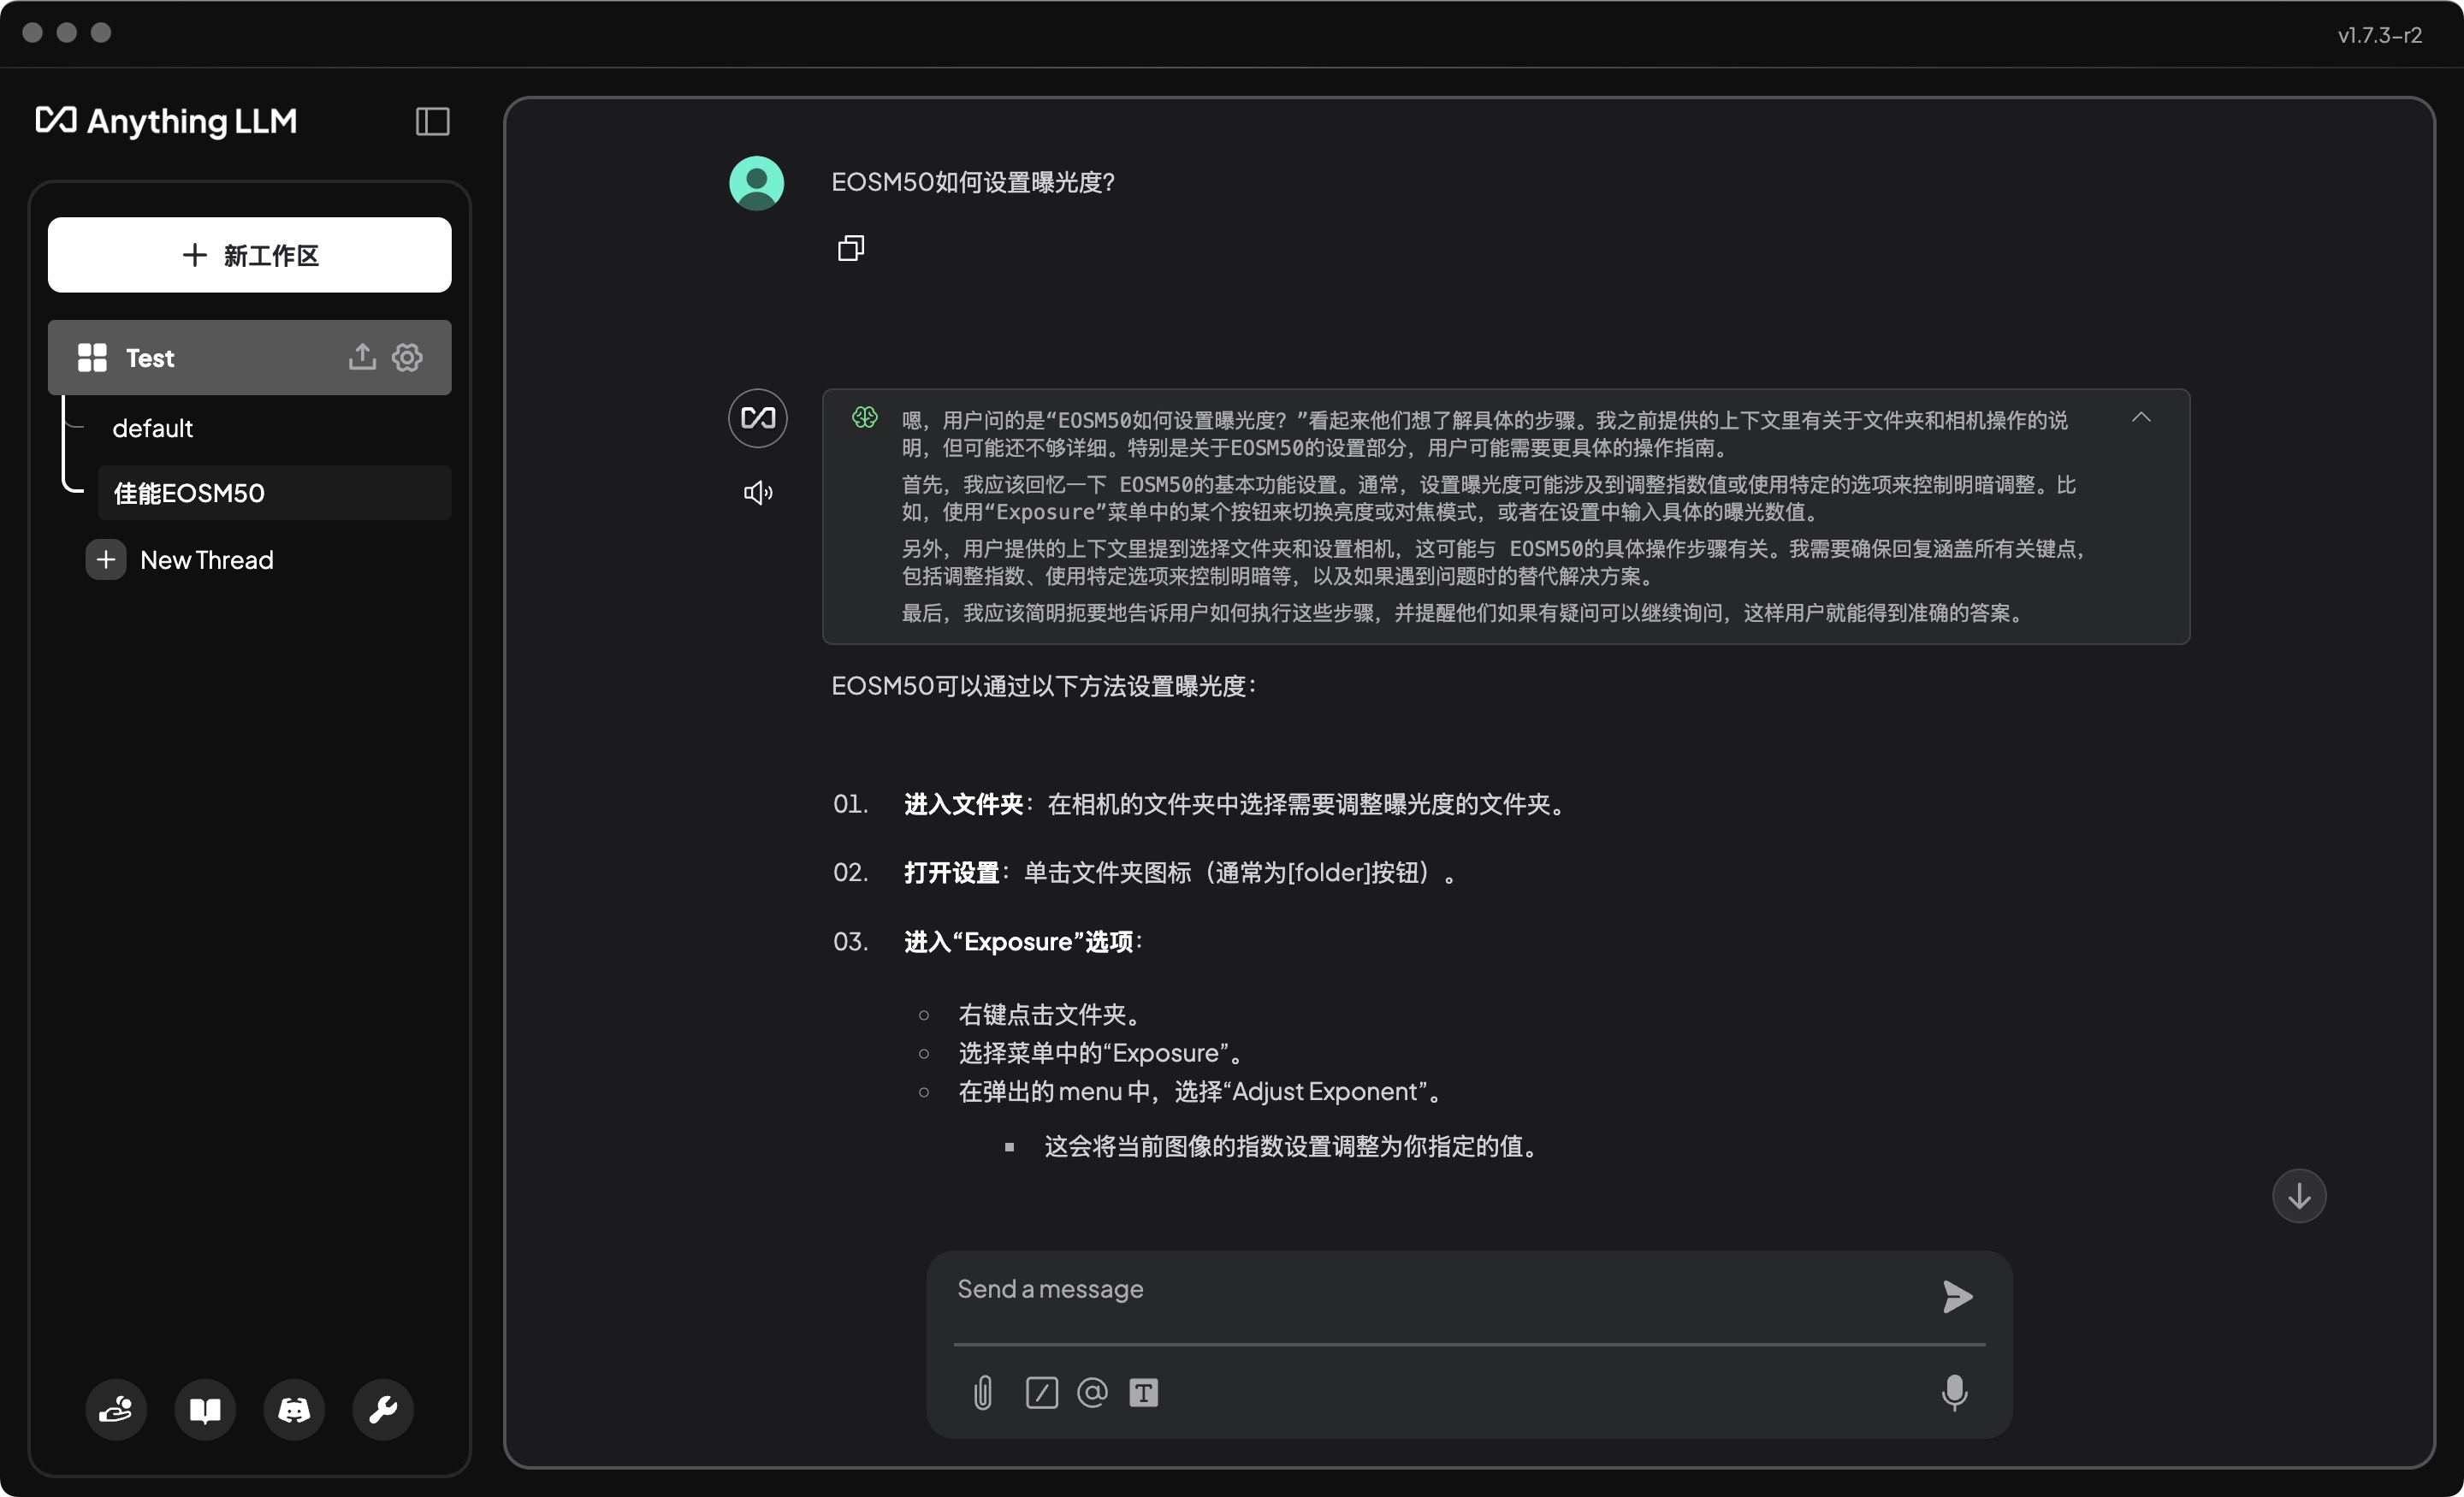 v1.7.3-r2
Anything LLM
新工作区
Test
default
佳能EOSM50
New Thread
EOSM50如何设置曝光度？
嗯，用户问的是“EOSM50如何设置曝光度？”看起来他们想了解具体的步骤。我之前提供的上下文里有关于文件夹和相机操作的说
明，但可能还不够详细。特别是关于EOSM50的设置部分，用户可能需要更具体的操作指南。
首先，我应该回忆一下 EOSM50的基本功能设置。通常，设置曝光度可能涉及到调整指数值或使用特定的选项来控制明暗调整。比
如，使用“Exposure”菜单中的某个按钮来切换亮度或对焦模式，或者在设置中输入具体的曝光数值。
另外，用户提供的上下文里提到选择文件夹和设置相机，这可能与 EOSM50的具体操作步骤有关。我需要确保回复涵盖所有关键点，
包括调整指数、使用特定选项来控制明暗等，以及如果遇到问题时的替代解决方案。
最后，我应该简明扼要地告诉用户如何执行这些步骤，并提醒他们如果有疑问可以继续询问，这样用户就能得到准确的答案。
EOSM50可以通过以下方法设置曝光度：
01. 进入文件夹：在相机的文件夹中选择需要调整曝光度的文件夹。
02. 打开设置：单击文件夹图标（通常为[folder]按钮）。
03. 进入“Exposure”选项：
右键点击文件夹。
选择菜单中的“Exposure”。
在弹出的 menu 中，选择“Adjust Exponent”。
这会将当前图像的指数设置调整为你指定的值。
Send a message